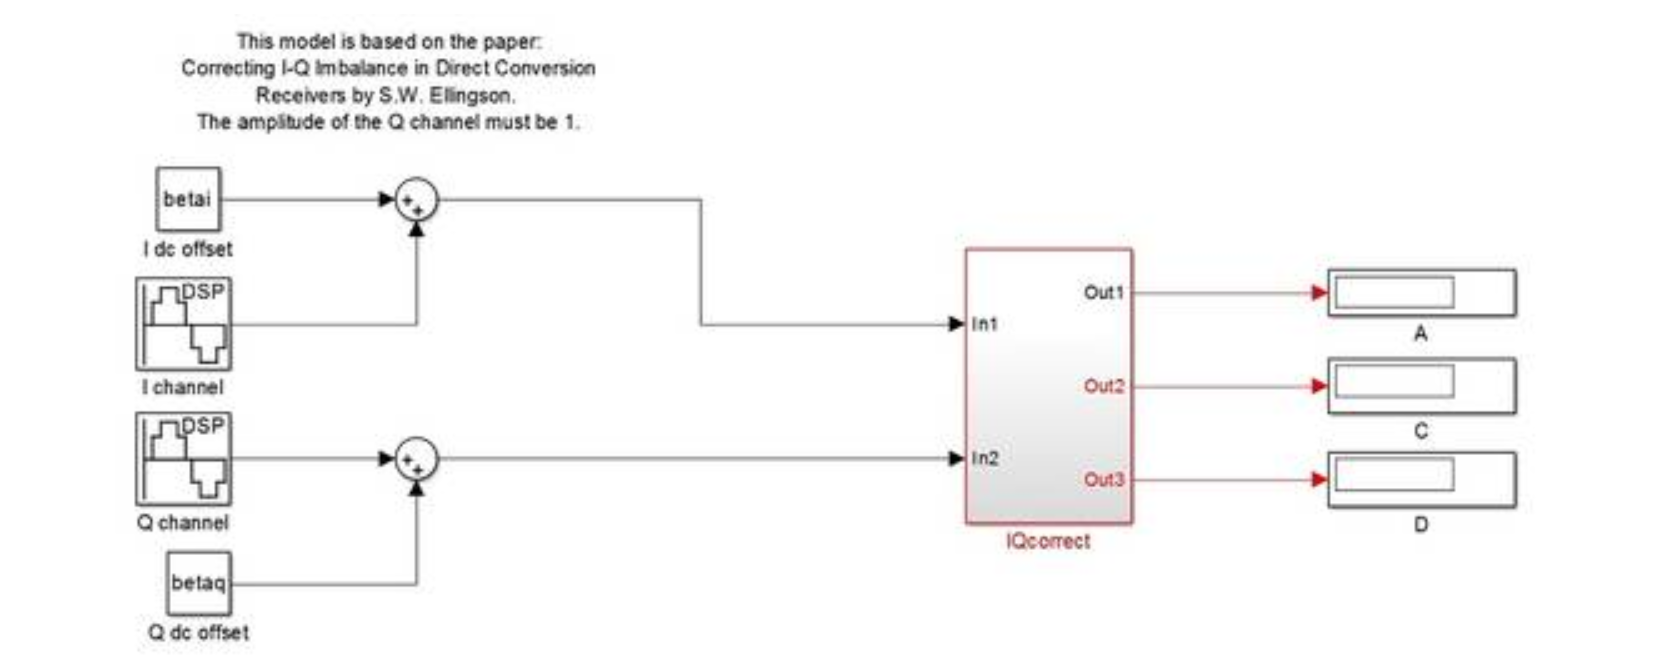 This model is based on the paper:
Correcting I-Q Imbalance in Direct Conversion
Receivers by S.W. Ellingson.
The amplitude of the Q channel must be 1.
betai
I dc offset
DSP
I channel
DSP
Q channel
betaq
Q dc offset
In1
In2
Out1
Out2
Out3
IQcorrect
A
C
D